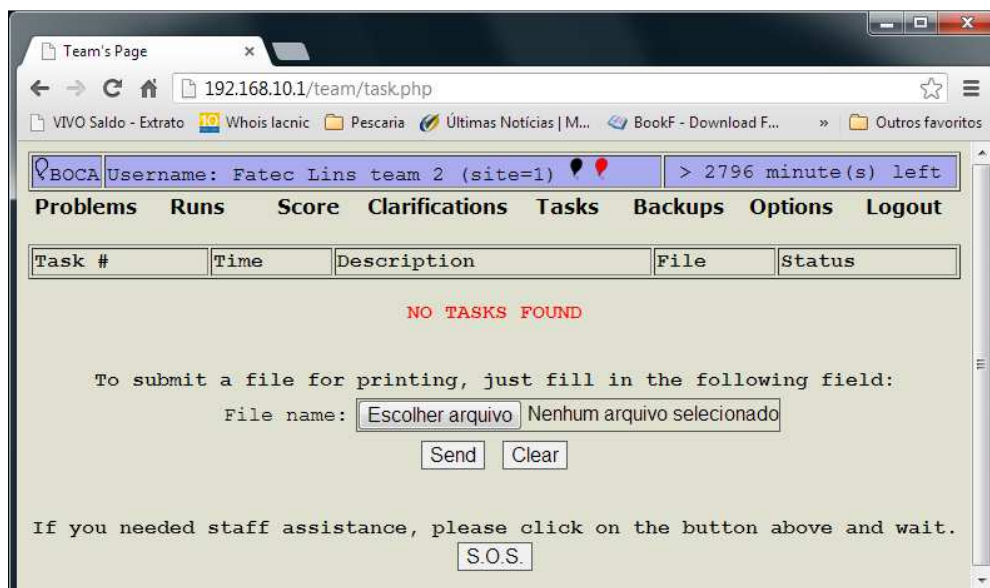 Team's Page
192.168.10.1/team/task.php
VIVO Saldo - Extrato Whois lacnic Pescaria Últimas Notícias | M... BookF - Download F... » Outros favoritos
BOCA Username: Fatec Lins team 2 (site=1) > 2796 minute(s) left
Problems Runs Score Clarifications Tasks Backups Options Logout
Task # Time Description File Status
NO TASKS FOUND
To submit a file for printing, just fill in the following field:
File name: Escolher arquivo Nenhum arquivo selecionado
Send Clear
If you needed staff assistance, please click on the button above and wait.
S.O.S.